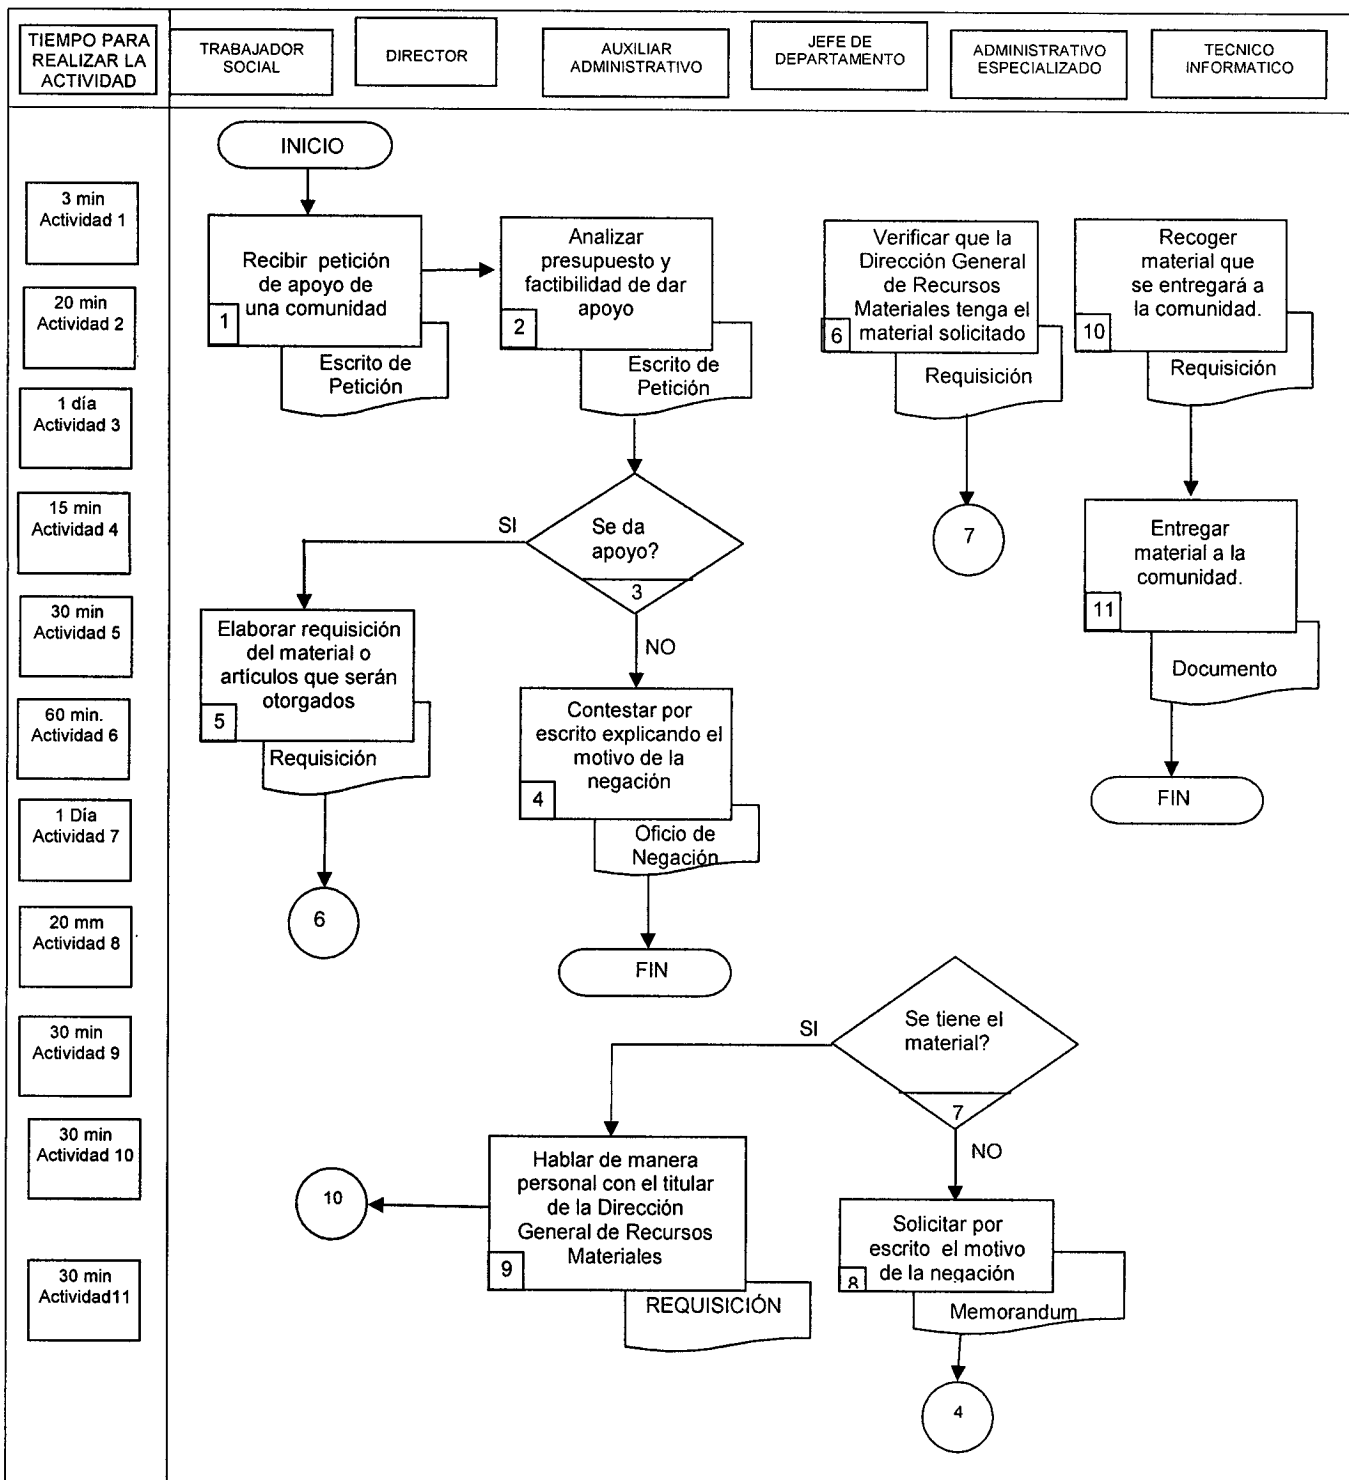 TIEMPO PARA
REALIZAR LA
ACTIVIDAD
TRABAJADOR
SOCIAL
DIRECTOR
AUXILIAR
ADMINISTRATIVO
JEFE DE
DEPARTAMENTO
ADMINISTRATIVO
ESPECIALIZADO
TECNICO
INFORMATICO
3 min
Actividad 1
20 min
Actividad 2
1 día
Actividad 3
15 min
Actividad 4
30 min
Actividad 5
60 min.
Actividad 6
1 Día
Actividad 7
20 mm
Actividad 8
30 min
Actividad 9
30 min
Actividad 10
30 min
Actividad11
INICIO
Recibir petición
de apoyo de
una comunidad
1
Escrito de
Petición
Analizar
presupuesto y
factibilidad de dar
apoyo
2
Escrito de
Petición
Se da
apoyo?
3
SI
NO
Elaborar requisición
del material o
artículos que serán
otorgados
5
Requisición
6
Contestar por
escrito explicando el
motivo de la
negación
4
Oficio de
Negación
FIN
Verificar que la
Dirección General
de Recursos
Materiales tenga el
material solicitado
6
Requisición
7
Recoger
material que
se entregará a
la comunidad.
10
Requisición
Entregar
material a la
comunidad.
11
Documento
FIN
Se tiene el
material?
7
SI
NO
Hablar de manera
personal con el titular
de la Dirección
General de Recursos
Materiales
9
REQUISICIÓN
10
Solicitar por
escrito el motivo
de la negación
8
Memorandum
4